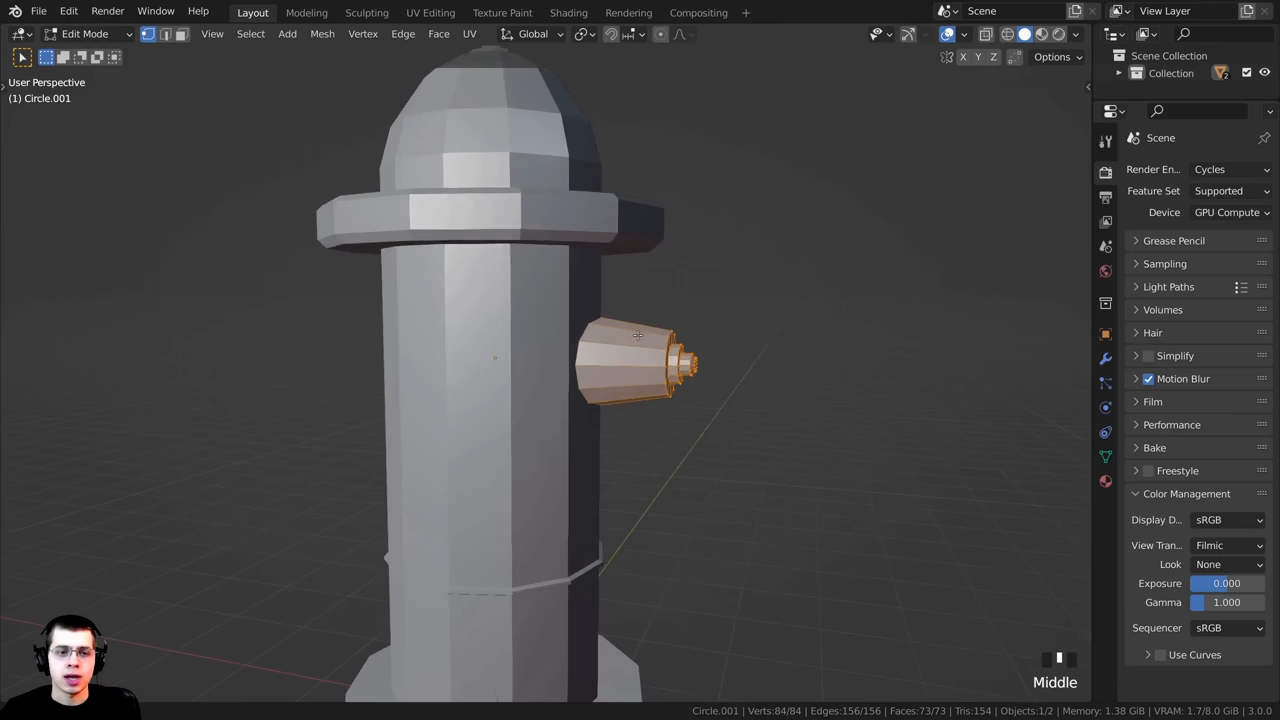 File Edit Render Window Help Layout Modeling Sculpting UV Editing Texture Paint Shading Rendering Compositing + Scene View Layer
Edit Mode View Select Add Mesh Vertex Edge Face UV Global
X Y Z Options
User Perspective
(1) Circle.001
Scene Collection
Collection 2
Scene
Render En... Cycles
Feature Set Supported
Device GPU Compute
Grease Pencil
Sampling
Light Paths
Volumes
Hair
Simplify
Motion Blur
Film
Performance
Bake
Freestyle
Color Management
Display D... sRGB
View Tran... Filmic
Look None
Exposure 0.000
Gamma 1.000
Sequencer sRGB
Use Curves
Middle
Circle.001 | Verts:84/84 | Edges:156/156 | Faces:73/73 | Tris:154 | Objects:1/2 | Memory: 1.38 GiB | VRAM: 1.7/8.0 GiB | 3.0.0